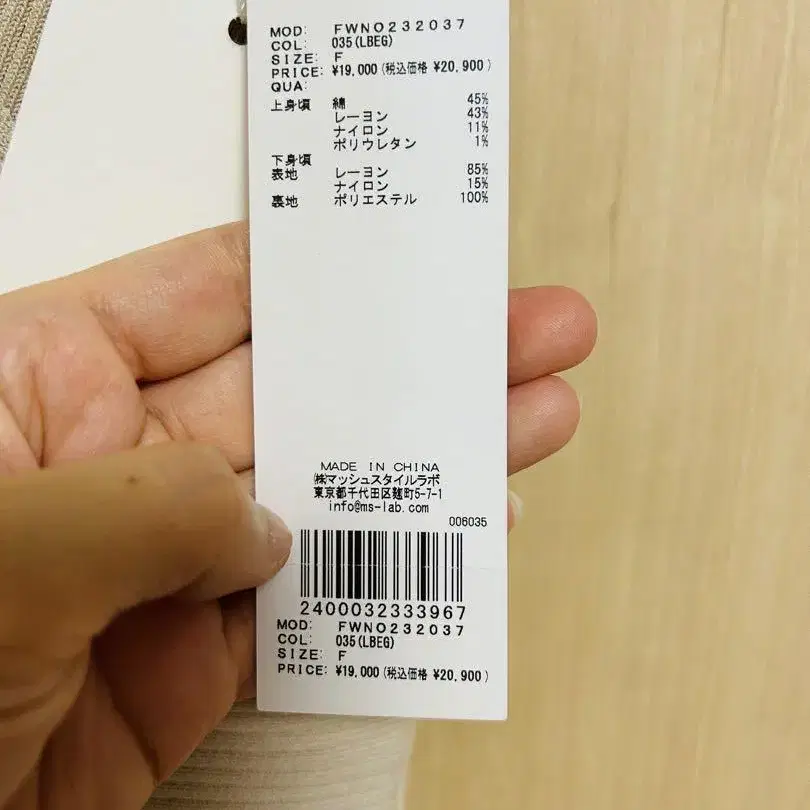 MOD: FWNO232037
COL: 035(LBEG)
SIZE: F
PRICE: ¥19,000(税込価格 ¥20,900)
QUA:
上身頃 綿 45%
レーヨン 43%
ナイロン 11%
ポリウレタン 1%
下身頃
表地 レーヨン 85%
ナイロン 15%
裏地 ポリエステル 100%
MADE IN CHINA
㈱マッシュスタイルラボ
東京都千代田区麹町5-7-1
info@ms-lab.com
006035
2400032333967
MOD: FWNO232037
COL: 035(LBEG)
SIZE: F
PRICE: ¥19,000(税込価格 ¥20,900)